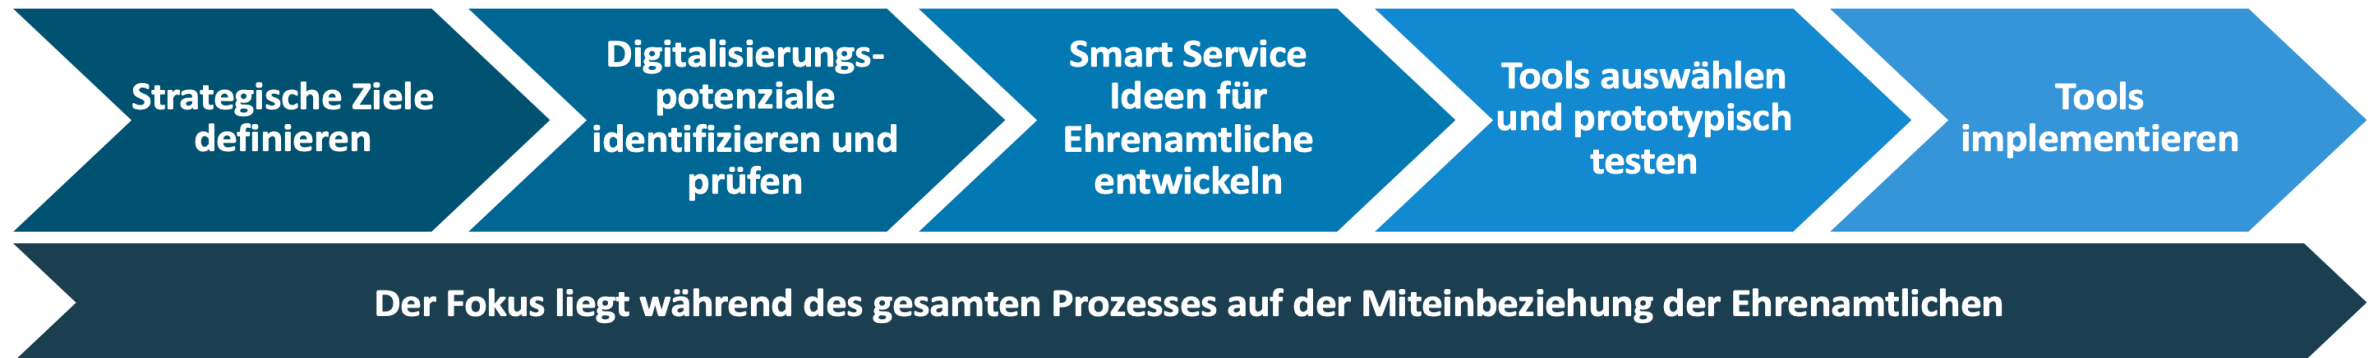 Strategische Ziele
definieren
Digitalisierungs-
potenziale
identifizieren und
prüfen
Smart Service
Ideen für
Ehrenamtliche
entwickeln
Tools auswählen
und prototypisch
testen
Tools
implementieren
Der Fokus liegt während des gesamten Prozesses auf der Miteinbeziehung der Ehrenamtlichen